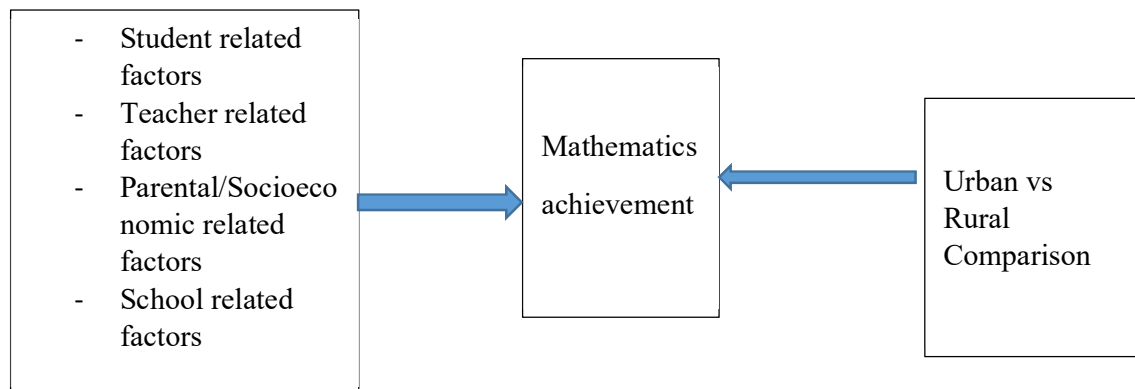 - Student related
factors
- Teacher related
factors
- Parental/Socioeco
nomic related
factors
- School related
factors
Mathematics
achievement
Urban vs
Rural
Comparison